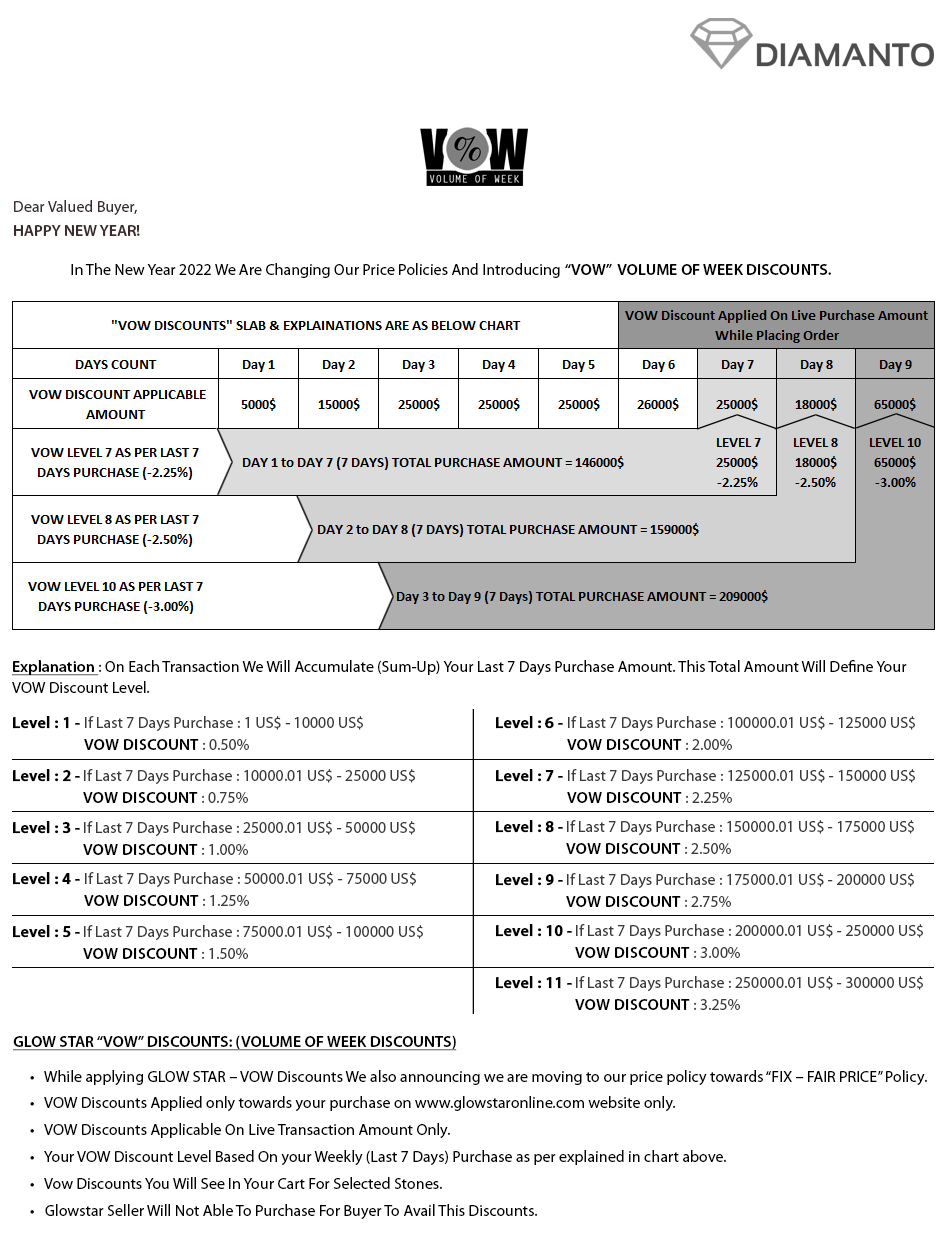 DIAMANTO
V%W
VOLUME OF WEEK
Dear Valued Buyer,
HAPPY NEW YEAR!
In The New Year 2022 We Are Changing Our Price Policies And Introducing “VOW” VOLUME OF WEEK DISCOUNTS.
"VOW DISCOUNTS" SLAB & EXPLAINATIONS ARE AS BELOW CHART
VOW Discount Applied On Live Purchase Amount
While Placing Order
DAYS COUNT Day 1 Day 2 Day 3 Day 4 Day 5 Day 6 Day 7 Day 8 Day 9
VOW DISCOUNT APPLICABLE
AMOUNT
5000$ 15000$ 25000$ 25000$ 25000$ 26000$ 25000$ 18000$ 65000$
VOW LEVEL 7 AS PER LAST 7
DAYS PURCHASE (-2.25%)
DAY 1 to DAY 7 (7 DAYS) TOTAL PURCHASE AMOUNT = 146000$
LEVEL 7 LEVEL 8 LEVEL 10
25000$ 18000$ 65000$
-2.25% -2.50% -3.00%
VOW LEVEL 8 AS PER LAST 7
DAYS PURCHASE (-2.50%)
DAY 2 to DAY 8 (7 DAYS) TOTAL PURCHASE AMOUNT = 159000$
VOW LEVEL 10 AS PER LAST 7
DAYS PURCHASE (-3.00%)
Day 3 to Day 9 (7 Days) TOTAL PURCHASE AMOUNT = 209000$
Explanation : On Each Transaction We Will Accumulate (Sum-Up) Your Last 7 Days Purchase Amount. This Total Amount Will Define Your
VOW Discount Level.
Level : 1 - If Last 7 Days Purchase : 1 US$ - 10000 US$
VOW DISCOUNT : 0.50%
Level : 2 - If Last 7 Days Purchase : 10000.01 US$ - 25000 US$
VOW DISCOUNT : 0.75%
Level : 3 - If Last 7 Days Purchase : 25000.01 US$ - 50000 US$
VOW DISCOUNT : 1.00%
Level : 4 - If Last 7 Days Purchase : 50000.01 US$ - 75000 US$
VOW DISCOUNT : 1.25%
Level : 5 - If Last 7 Days Purchase : 75000.01 US$ - 100000 US$
VOW DISCOUNT : 1.50%
Level : 6 - If Last 7 Days Purchase : 100000.01 US$ - 125000 US$
VOW DISCOUNT : 2.00%
Level : 7 - If Last 7 Days Purchase : 125000.01 US$ - 150000 US$
VOW DISCOUNT : 2.25%
Level : 8 - If Last 7 Days Purchase : 150000.01 US$ - 175000 US$
VOW DISCOUNT : 2.50%
Level : 9 - If Last 7 Days Purchase : 175000.01 US$ - 200000 US$
VOW DISCOUNT : 2.75%
Level : 10 - If Last 7 Days Purchase : 200000.01 US$ - 250000 US$
VOW DISCOUNT : 3.00%
Level : 11 - If Last 7 Days Purchase : 250000.01 US$ - 300000 US$
VOW DISCOUNT : 3.25%
GLOW STAR “VOW” DISCOUNTS: (VOLUME OF WEEK DISCOUNTS)
• While applying GLOW STAR – VOW Discounts We also announcing we are moving to our price policy towards “FIX – FAIR PRICE” Policy.
• VOW Discounts Applied only towards your purchase on www.glowstaronline.com website only.
• VOW Discounts Applicable On Live Transaction Amount Only.
• Your VOW Discount Level Based On your Weekly (Last 7 Days) Purchase as per explained in chart above.
• Vow Discounts You Will See In Your Cart For Selected Stones.
• Glowstar Seller Will Not Able To Purchase For Buyer To Avail This Discounts.